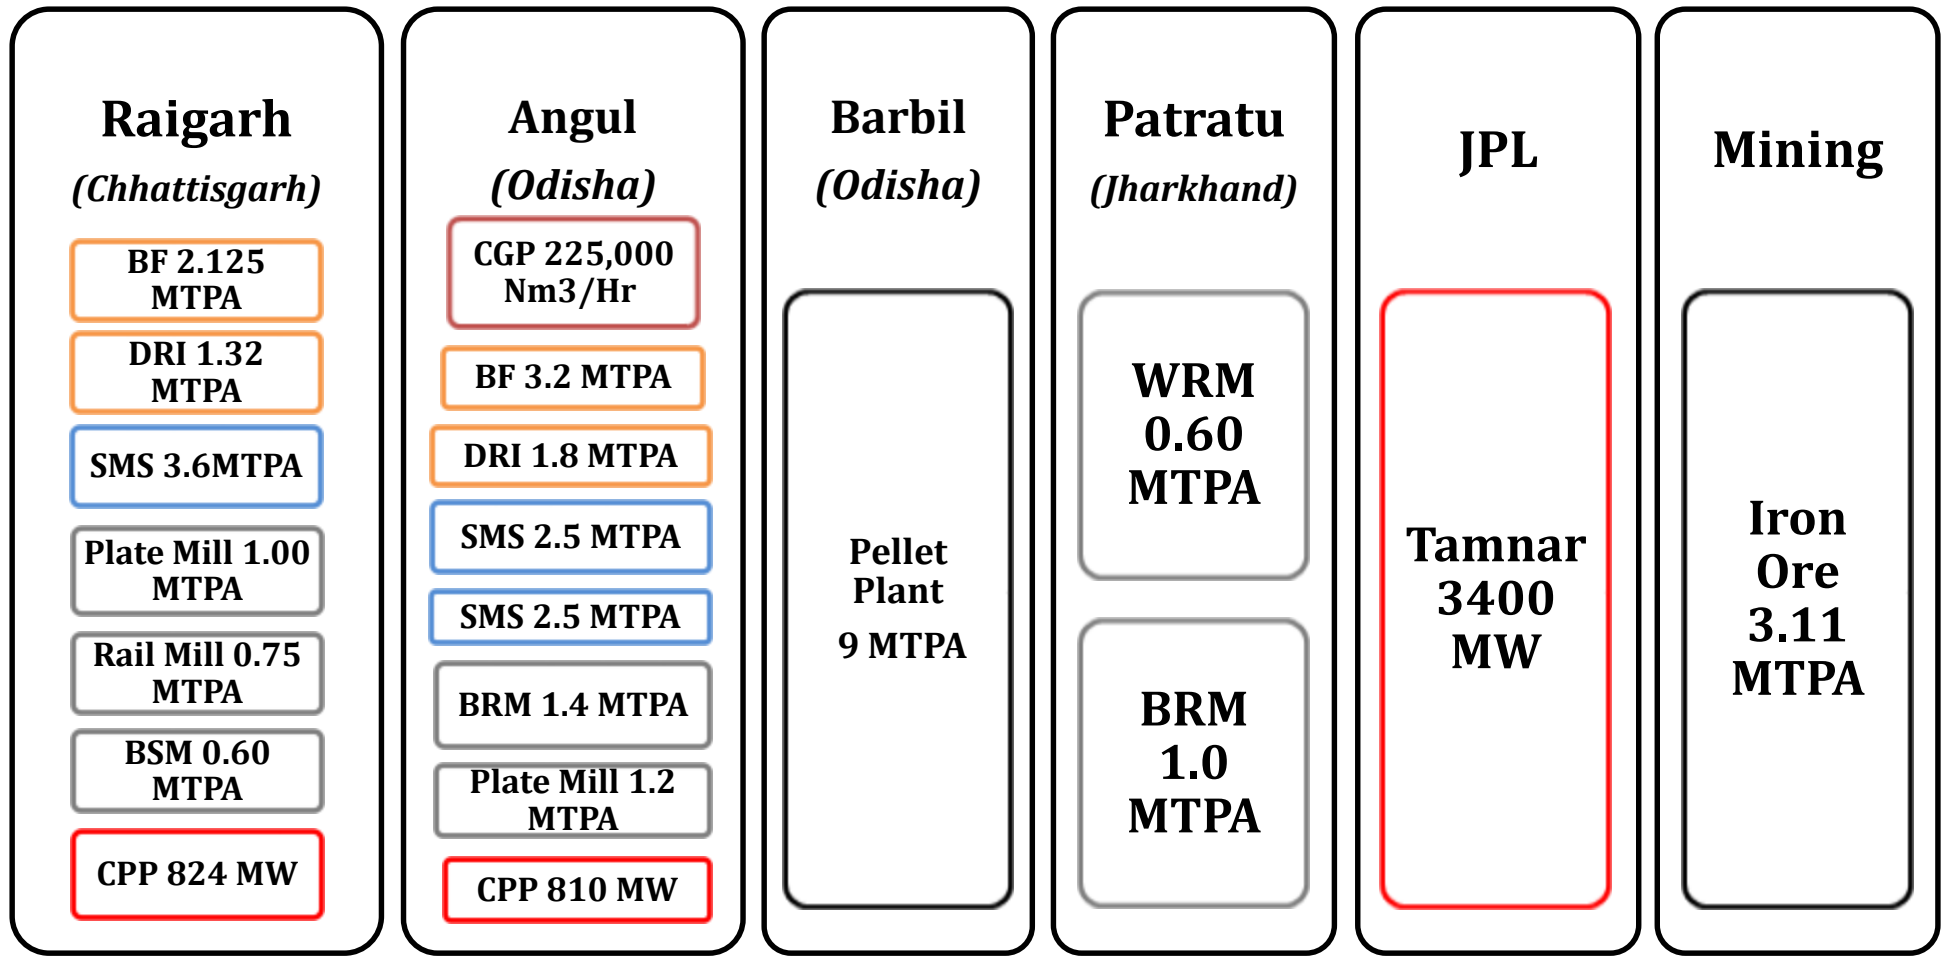 Raigarh
(Chhattisgarh)
BF 2.125
MTPA
DRI 1.32
MTPA
SMS 3.6MTPA
Plate Mill 1.00
MTPA
Rail Mill 0.75
MTPA
BSM 0.60
MTPA
CPP 824 MW
Angul
(Odisha)
CGP 225,000
Nm3/Hr
BF 3.2 MTPA
DRI 1.8 MTPA
SMS 2.5 MTPA
SMS 2.5 MTPA
BRM 1.4 MTPA
Plate Mill 1.2
MTPA
CPP 810 MW
Barbil
(Odisha)
Pellet
Plant
9 MTPA
Patratu
(Jharkhand)
WRM
0.60
MTPA
BRM
1.0
MTPA
JPL
Tamnar
3400
MW
Mining
Iron
Ore
3.11
MTPA